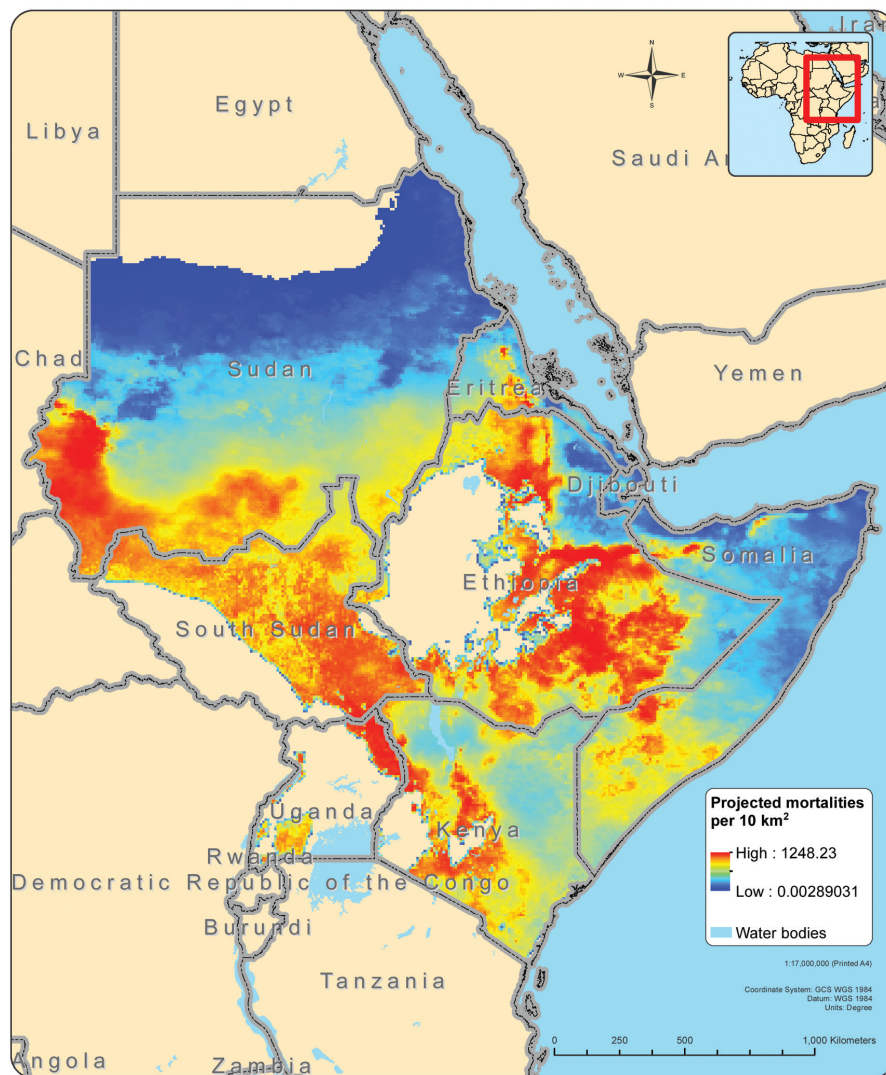 Iran
N
W E
S
Egypt
Libya
Saudi Ar
a
Chad
Sudan
Yemen
Eritrea
Djibouti
Somalia
Ethiopia
South Sudan
Uganda
Kenya
Rwanda
Democratic Republic of the Congo
Burundi
Tanzania
Angola
Zambia
Projected mortalities
per 10 km²
High : 1248.23
Low : 0.00289031
Water bodies
1:17,000,000 (Printed A4)
Coordinate System: GCS WGS 1984
Datum: WGS 1984
Units: Degree
0 250 500 1,000 Kilometers